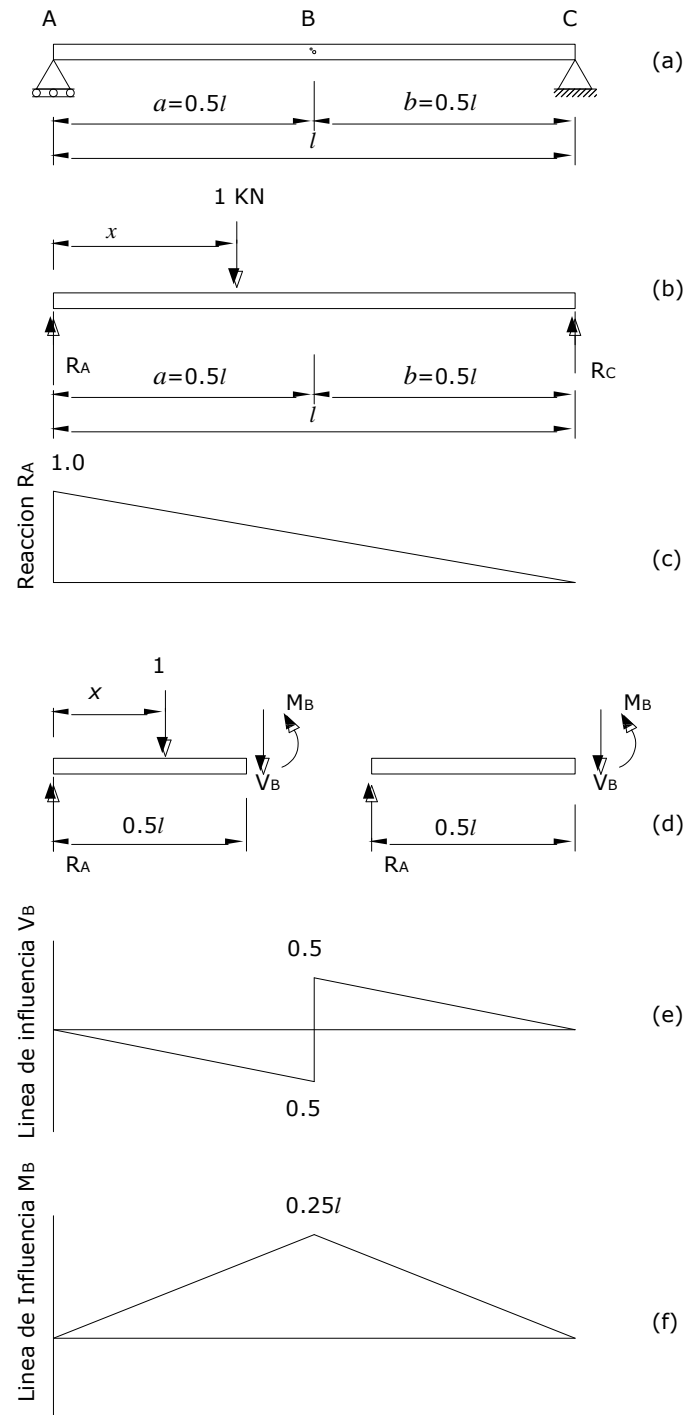 A B C
(a)
a=0.5l b=0.5l
l
1 KN
x
(b)
RA RC
a=0.5l b=0.5l
l
1.0
Reaccion RA
(c)
1
x MB MB
VB VB
0.5l 0.5l
(d)
RA RA
Linea de influencia VB
0.5
(e)
0.5
Linea de Influencia MB
0.25l
(f)